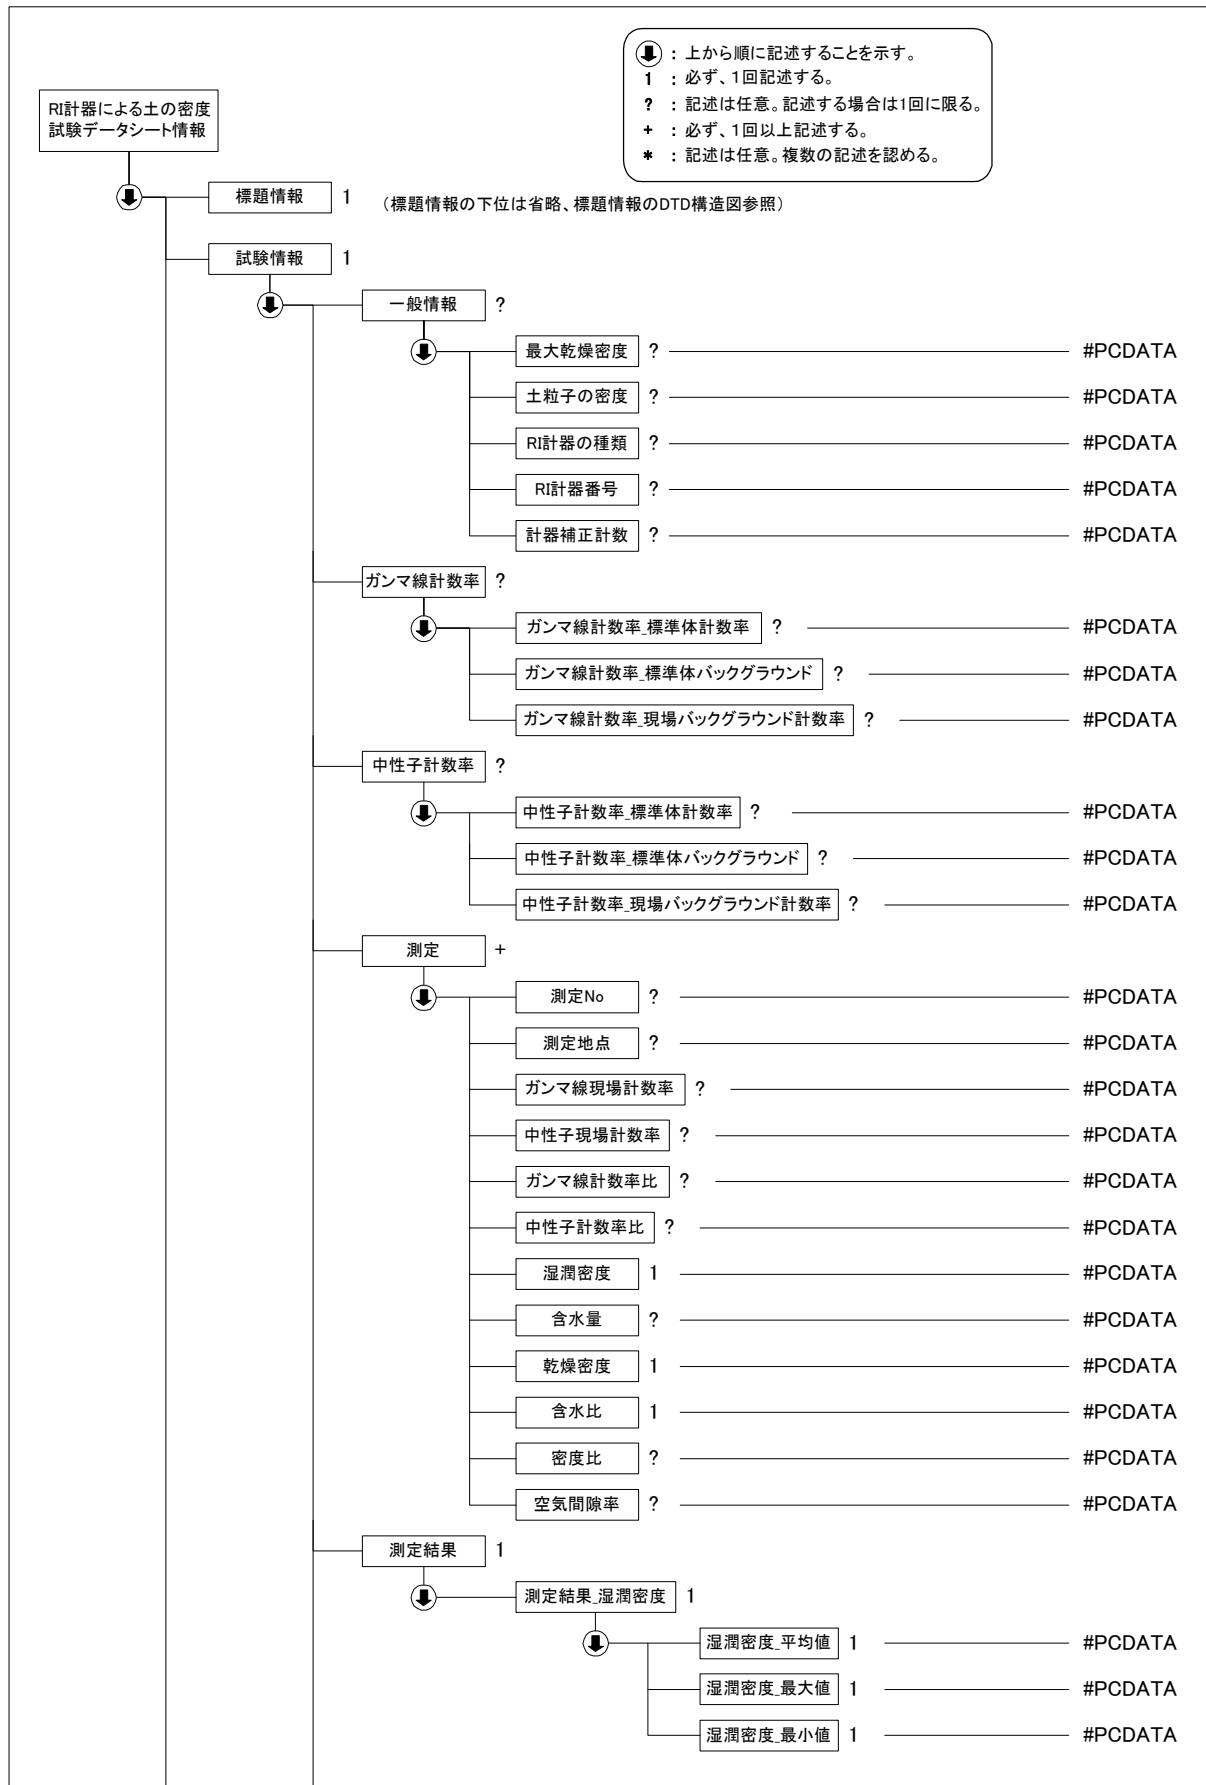 ： 上から順に記述することを示す。
1 ： 必ず、1回記述する。
? ： 記述は任意。記述する場合は1回に限る。
+ ： 必ず、1回以上記述する。
* ： 記述は任意。複数の記述を認める。
RI計器による土の密度
試験データシート情報
標題情報 1 （標題情報の下位は省略、標題情報のDTD構造図参照）
試験情報 1
一般情報 ?
最大乾燥密度 ? #PCDATA
土粒子の密度 ? #PCDATA
RI計器の種類 ? #PCDATA
RI計器番号 ? #PCDATA
計器補正計数 ? #PCDATA
ガンマ線計数率 ?
ガンマ線計数率_標準体計数率 ? #PCDATA
ガンマ線計数率_標準体バックグラウンド ? #PCDATA
ガンマ線計数率_現場バックグラウンド計数率 ? #PCDATA
中性子計数率 ?
中性子計数率_標準体計数率 ? #PCDATA
中性子計数率_標準体バックグラウンド ? #PCDATA
中性子計数率_現場バックグラウンド計数率 ? #PCDATA
測定 +
測定No ? #PCDATA
測定地点 ? #PCDATA
ガンマ線現場計数率 ? #PCDATA
中性子現場計数率 ? #PCDATA
ガンマ線計数率比 ? #PCDATA
中性子計数率比 ? #PCDATA
湿潤密度 1 #PCDATA
含水量 ? #PCDATA
乾燥密度 1 #PCDATA
含水比 1 #PCDATA
密度比 ? #PCDATA
空気間隙率 ? #PCDATA
測定結果 1
測定結果_湿潤密度 1
湿潤密度_平均値 1 #PCDATA
湿潤密度_最大値 1 #PCDATA
湿潤密度_最小値 1 #PCDATA